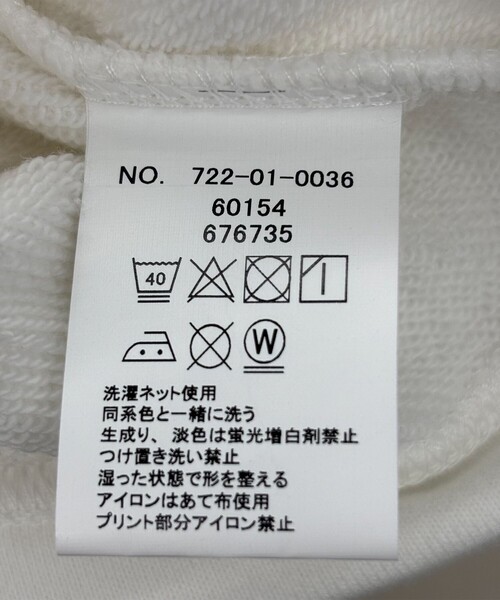 NO. 722-01-0036
60154
676735
40
W
洗濯ネット使用
同系色と一緒に洗う
生成り、淡色は蛍光増白剤禁止
つけ置き洗い禁止
湿った状態で形を整える
アイロンはあて布使用
プリント部分アイロン禁止